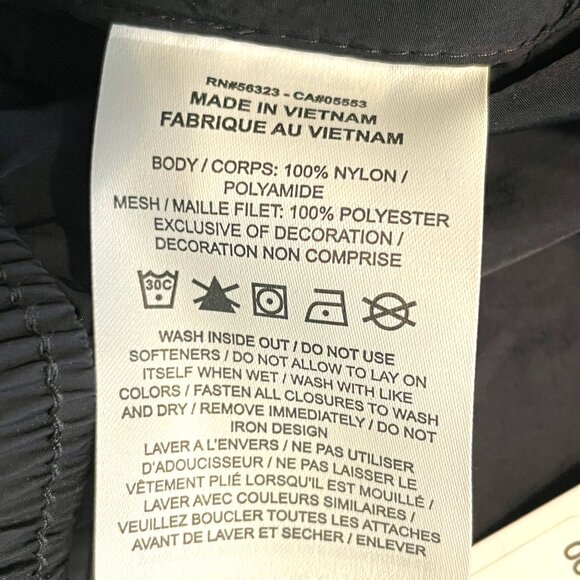 RN#56323 - CA#05553
MADE IN VIETNAM
FABRIQUE AU VIETNAM
BODY / CORPS: 100% NYLON /
POLYAMIDE
MESH / MAILLE FILET: 100% POLYESTER
EXCLUSIVE OF DECORATION /
DECORATION NON COMPRISE
30C
WASH INSIDE OUT / DO NOT USE
SOFTENERS / DO NOT ALLOW TO LAY ON
ITSELF WHEN WET / WASH WITH LIKE
COLORS / FASTEN ALL CLOSURES TO WASH
AND DRY / REMOVE IMMEDIATELY / DO NOT
IRON DESIGN
LAVER A L'ENVERS / NE PAS UTILISER
D'ADOUCISSEUR / NE PAS LAISSER LE
VÊTEMENT PLIÉ LORSQU'IL EST MOUILLÉ /
LAVER AVEC COULEURS SIMILAIRES /
VEUILLEZ BOUCLER TOUTES LES ATTACHES
AVANT DE LAVER ET SECHER / ENLEVER